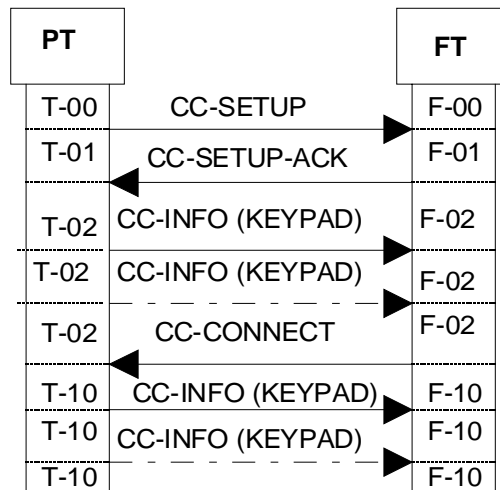 PT FT
T-00 CC-SETUP F-00
T-01 CC-SETUP-ACK F-01
T-02 CC-INFO (KEYPAD) F-02
T-02 CC-INFO (KEYPAD) F-02
T-02 CC-CONNECT F-02
T-10 CC-INFO (KEYPAD) F-10
T-10 CC-INFO (KEYPAD) F-10
T-10 F-10